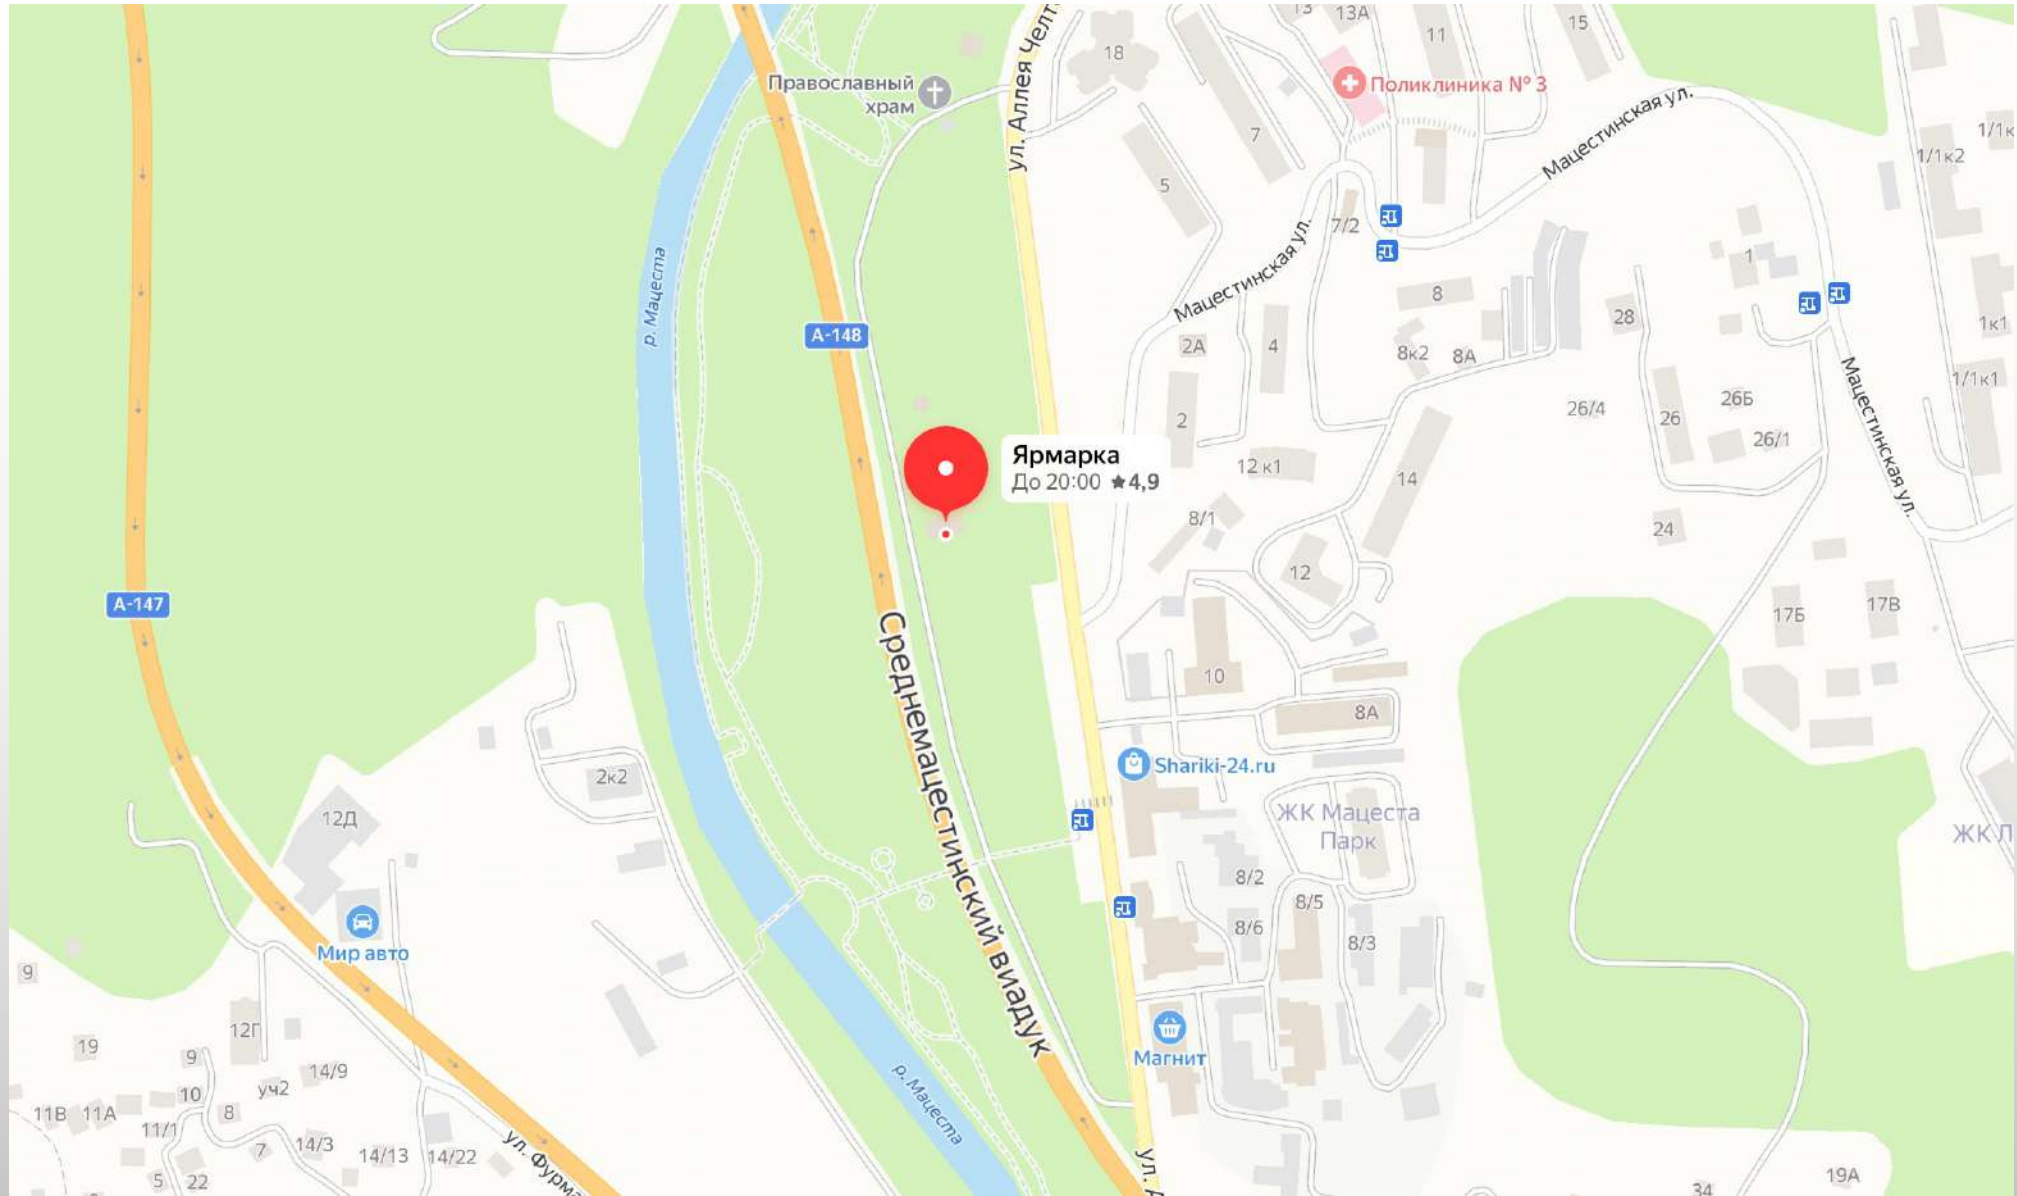 13
13А
11
15
18
ул. Аллея Челт
Православный
храм
Поликлиника № 3
Мацестинская ул.
1/1к
1/1к2
7
5
7/2
р. Мацеста
Мацестинская ул.
1
8
28
1к1
А-148
2А
4
8к2
8А
1/1к1
Мацестинская ул.
26Б
26/4
26
2
26/1
Ярмарка
До 20:00 ★4,9
12 к1
14
8/1
24
12
А-147
17Б
17В
Среднемацестинский виадук
10
8А
Shariki-24.ru
2к2
12Д
ЖК Мацеста
Парк
ЖК Л
8/2
8/5
8/6
8/3
Мир авто
9
12Г
19
9
Магнит
14/9
уч2
10
8
11В
11А
11/1
р. Мацеста
7
14/3
14/13
14/22
ул. Фурма
5
22
ул. А
19А
34